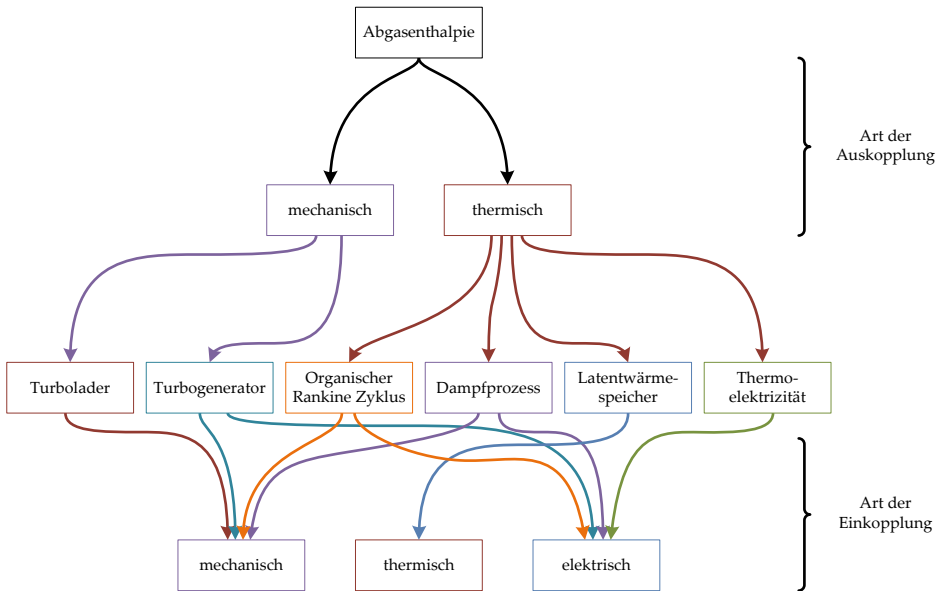 Abgasenthalpie
Art der
Auskopplung
mechanisch
thermisch
Turbolader
Turbogenerator
Organischer
Rankine Zyklus
Dampfprozess
Latentwärme-
speicher
Thermo-
elektrizität
Art der
Einkopplung
mechanisch
thermisch
elektrisch